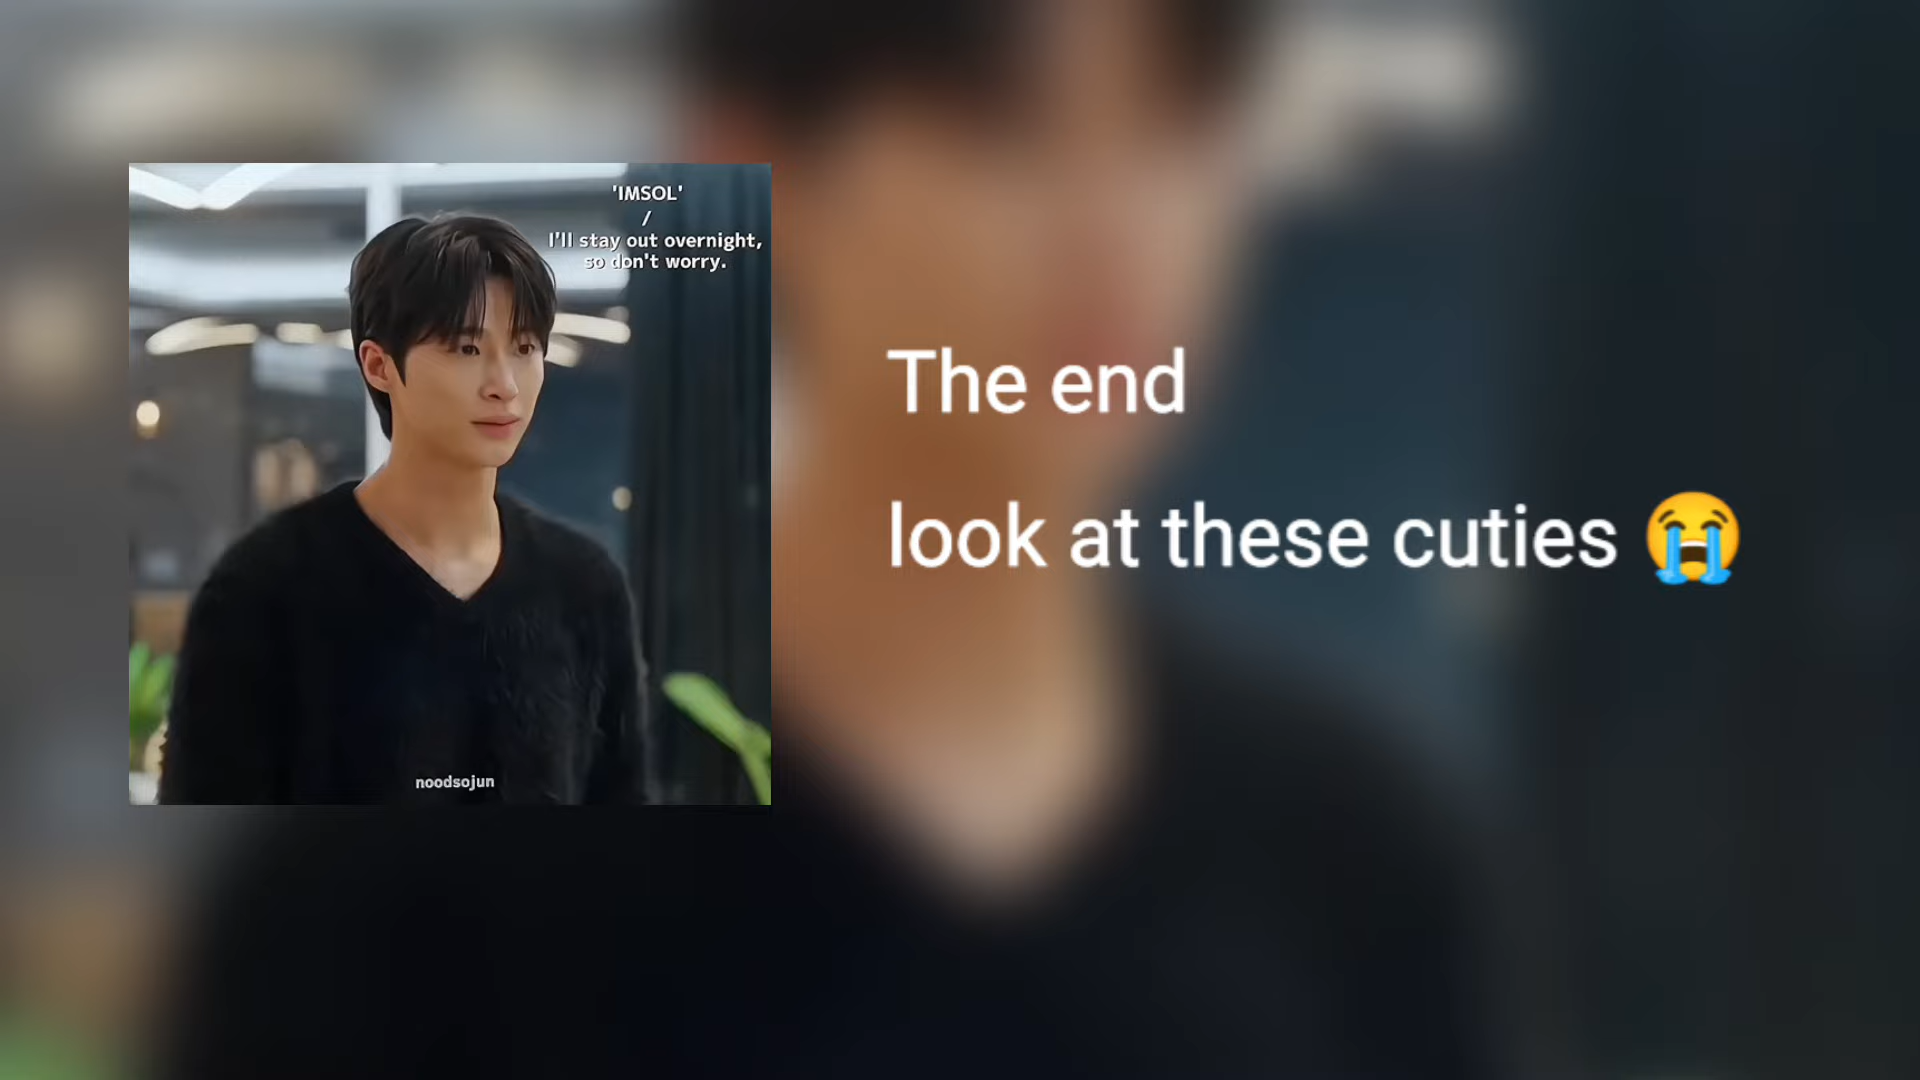 'IMSOL'
/
I'll stay out overnight,
so don't worry.
noodsojun
The end
look at these cuties 😭